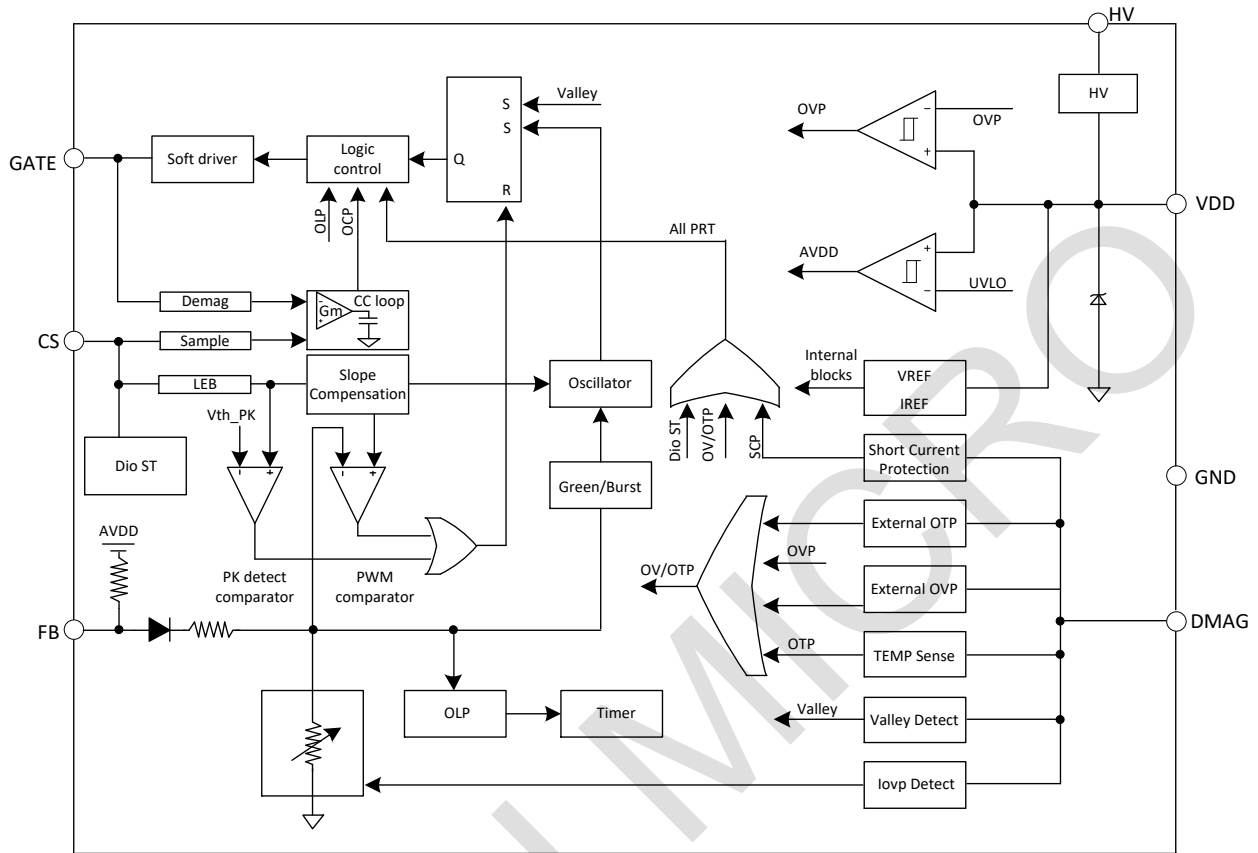 HV
HV
S
Valley
S
OVP
−
OVP
+
GATE
Soft driver
Logic
control
Q
R
OLP
OCP
All PRT
VDD
AVDD
+
−
UVLO
Demag
−
Gm
+
CC loop
CS
Sample
LEB
Slope
Compensation
Oscillator
Internal
blocks
VREF
IREF
Vth_PK
Dio ST
− +
− +
Dio ST
OV/OTP
SCP
Short Current
Protection
GND
Green/Burst
External OTP
AVDD
OVP
OV/OTP
PK detect
comparator
PWM
comparator
External OVP
FB
DMAG
OTP
TEMP Sense
OLP
Timer
Valley
Valley Detect
Iovp Detect
MICRO